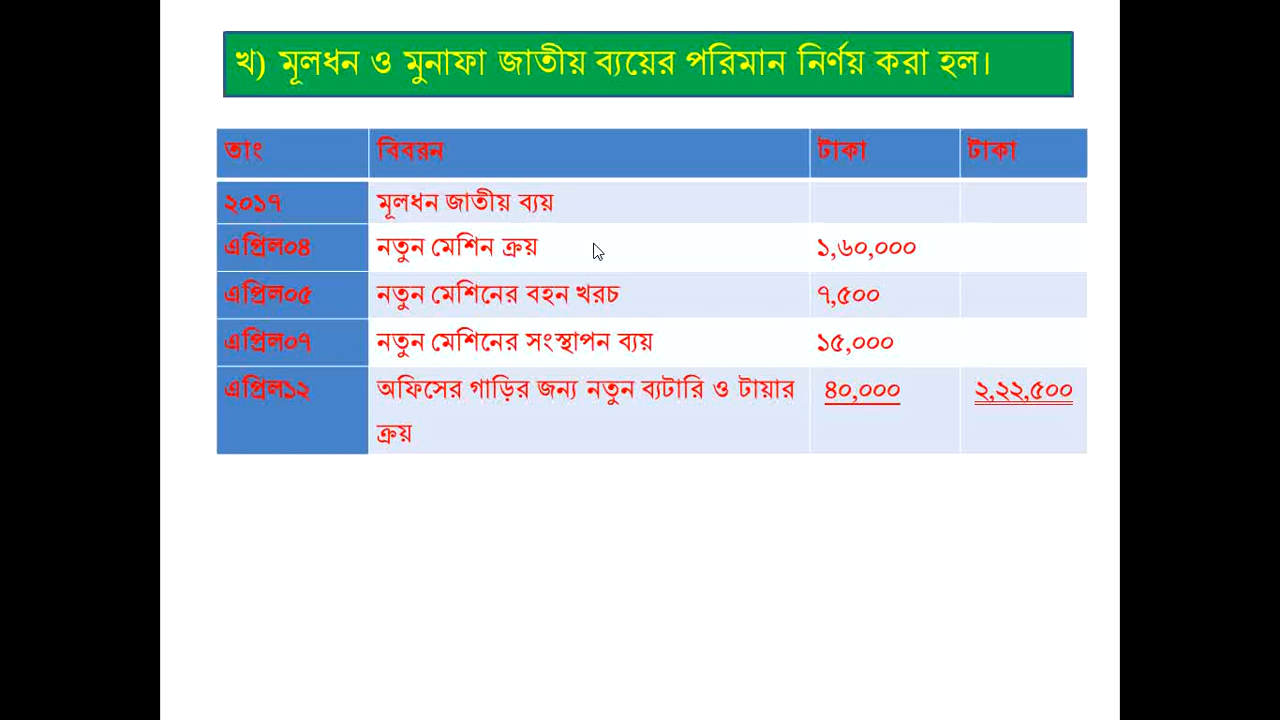 খ) মূলধন ও মুনাফা জাতীয় ব্যয়ের পরিমান নির্ণয় করা হল।
তাং বিবরন টাকা টাকা
২০১৭ মূলধন জাতীয় ব্যয়
এপ্রিল০৪ নতুন মেশিন ক্রয় ১,৬০,০০০
এপ্রিল০৫ নতুন মেশিনের বহন খরচ ৭,৫০০
এপ্রিল০৭ নতুন মেশিনের সংস্থাপন ব্যয় ১৫,০০০
এপ্রিল১২ অফিসের গাড়ির জন্য নতুন ব্যটারি ও টায়ার ৪০,০০০ ২,২২,৫০০
ক্রয়